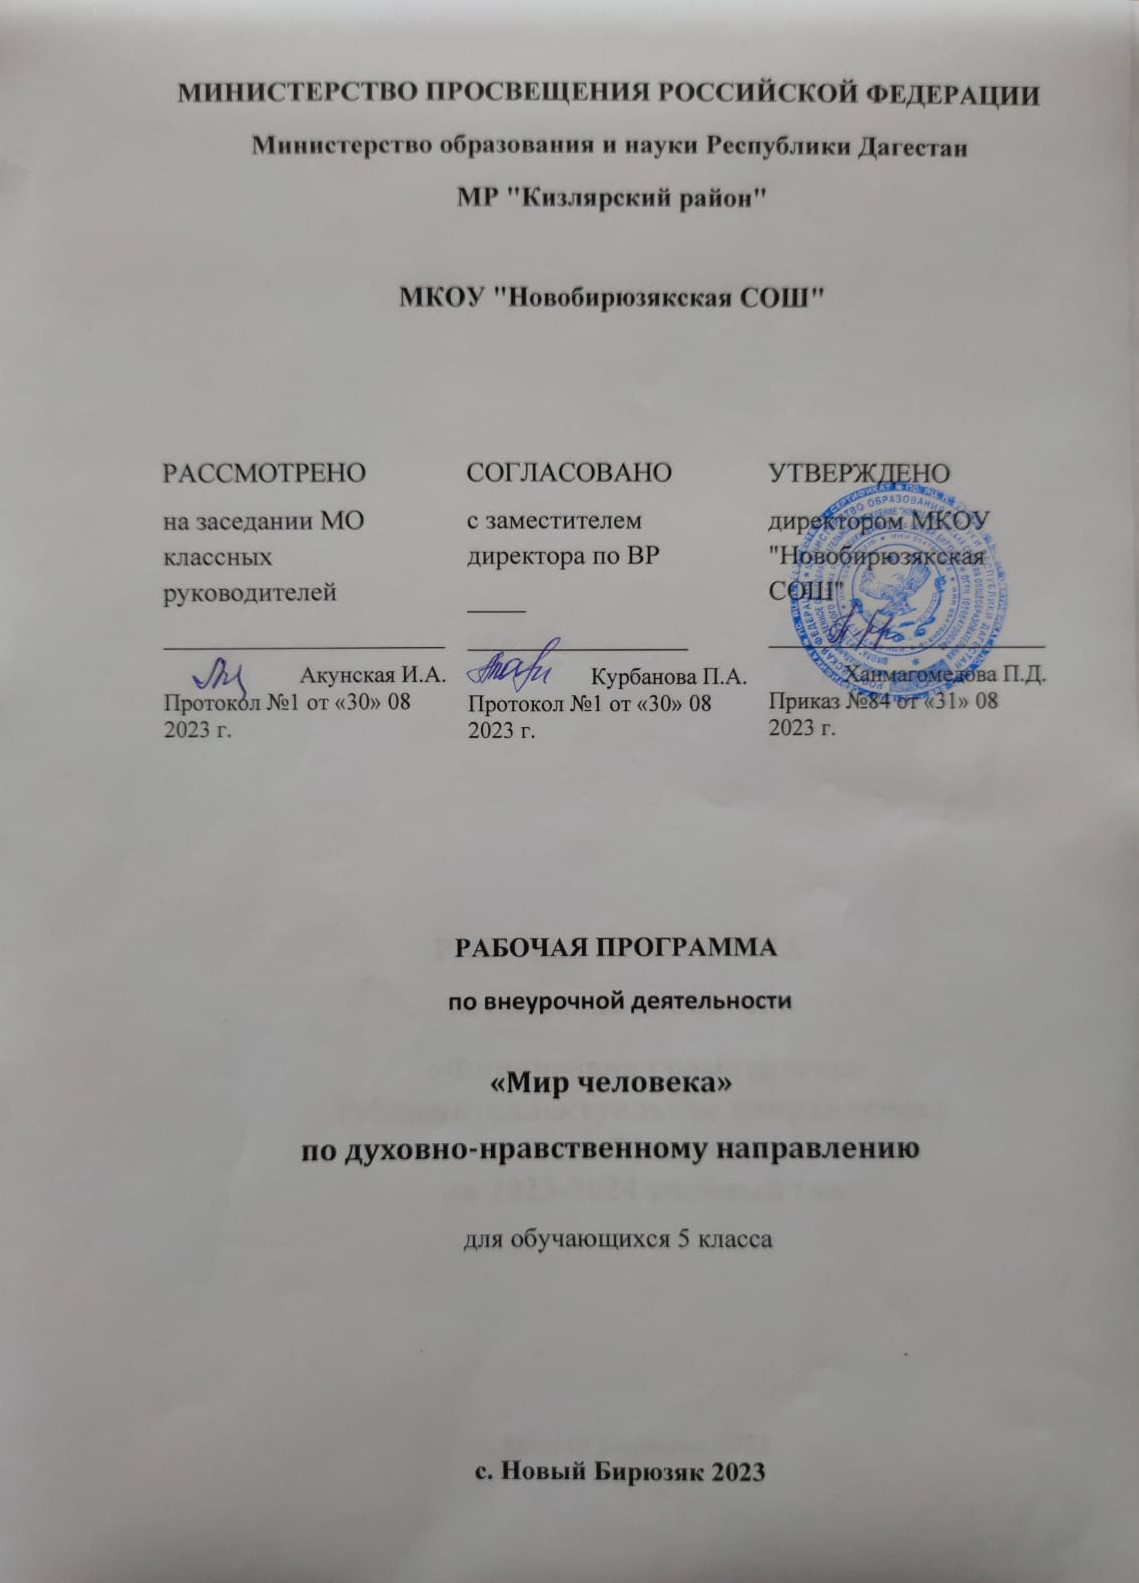 МИНИСТЕРСТВО ПРОСВЕЩЕНИЯ РОССИЙСКОЙ ФЕДЕРАЦИИ
Министерство образования и науки Республики Дагестан
МР "Кизлярский район"
МКОУ "Новобирюзякская СОШ"
РАССМОТРЕНО
на заседании МО
классных
руководителей
Акунская И.А.
Протокол №1 от «30» 08
2023 г.
СОГЛАСОВАНО
с заместителем
директора по ВР
Курбанова П.А.
Протокол №1 от «30» 08
2023 г.
УТВЕРЖДЕНО
директором МКОУ
"Новобирюзякская
СОШ"
Ханмагомедова П.Д.
Приказ №84 от «31» 08
2023 г.
РАБОЧАЯ ПРОГРАММА
по внеурочной деятельности
«Мир человека»
по духовно-нравственному направлению
для обучающихся 5 класса
с. Новый Бирюзяк 2023